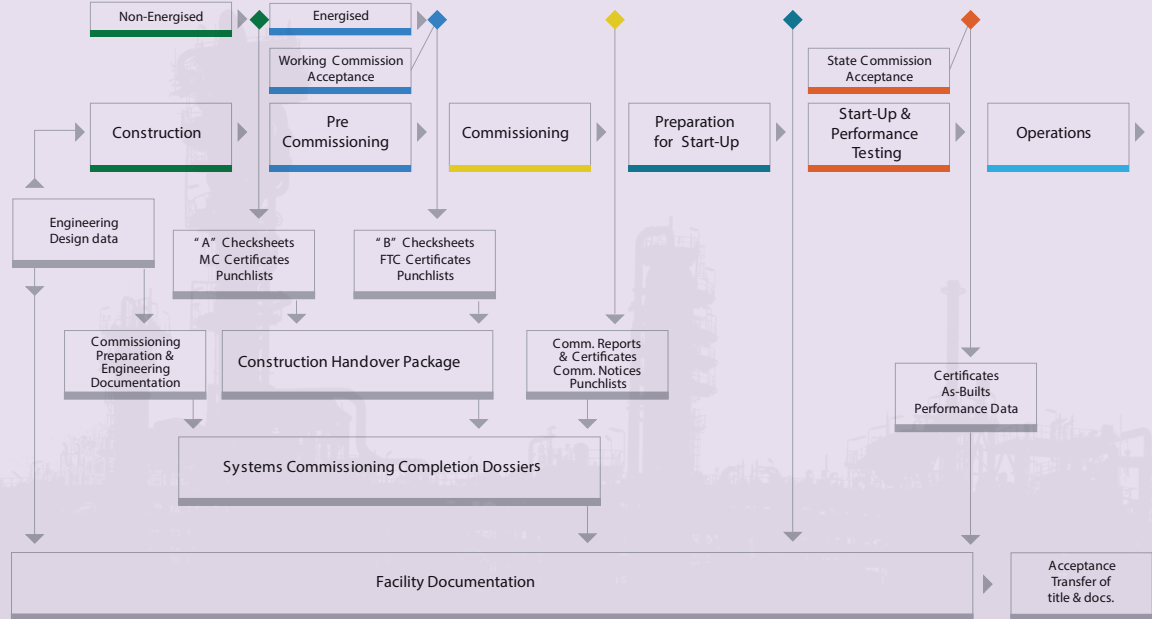 Non-Energised
Energised
Working Commission
Acceptance
State Commission
Acceptance
Construction
Pre
Commissioning
Commissioning
Preparation
for Start-Up
Start-Up &
Performance
Testing
Operations
Engineering
Design data
“A” Checksheets
MC Certificates
Punchlists
“B” Checksheets
FTC Certificates
Punchlists
Commissioning
Preparation &
Engineering
Documentation
Construction Handover Package
Comm. Reports
& Certificates
Comm. Notices
Punchlists
Certificates
As-Builts
Performance Data
Systems Commissioning Completion Dossiers
Facility Documentation
Acceptance
Transfer of
title & docs.